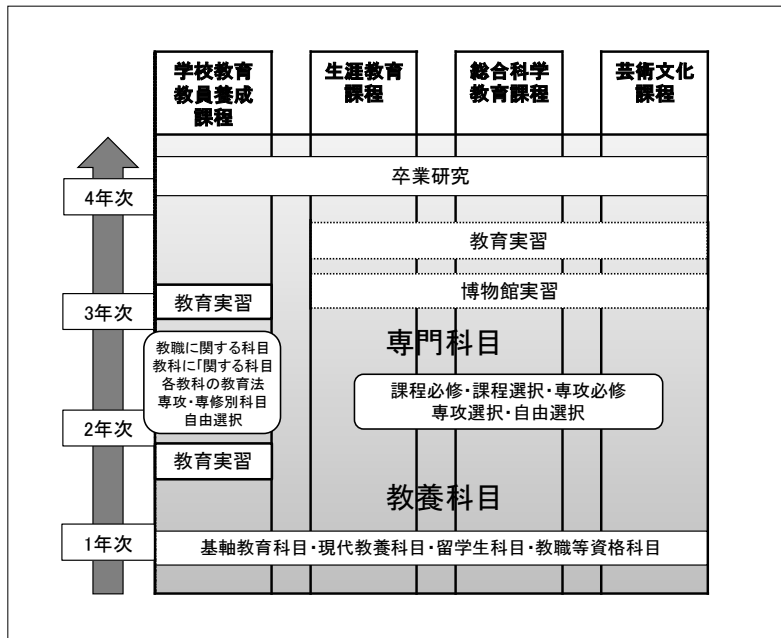 学校教育
教員養成
課程
生涯教育
課程
総合科学
教育課程
芸術文化
課程
卒業研究
4年次
教育実習
博物館実習
教育実習
3年次
専門科目
教職に関する科目
教科に「関する科目
各教科の教育法
専攻・専修別科目
自由選択
課程必修・課程選択・専攻必修
専攻選択・自由選択
2年次
教育実習
教養科目
1年次
基軸教育科目・現代教養科目・留学生科目・教職等資格科目